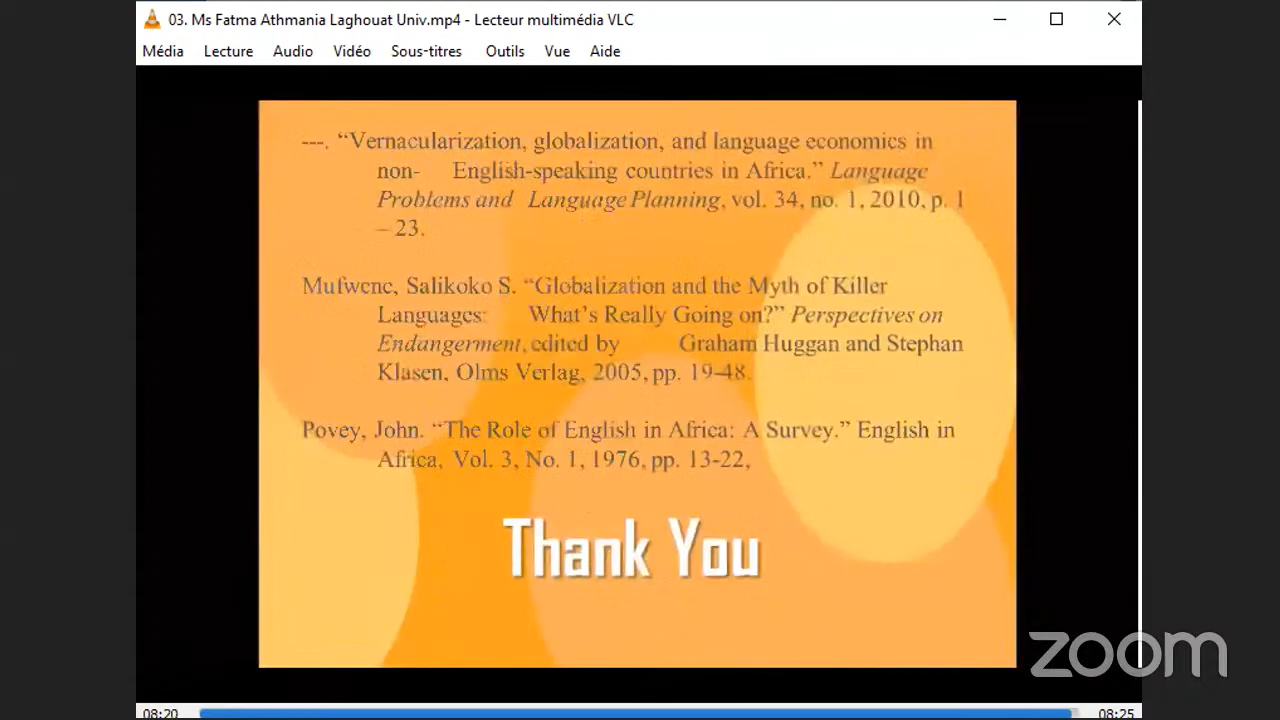 03. Ms Fatma Athmania Laghouat Univ.mp4 - Lecteur multimédia VLC
Média Lecture Audio Vidéo Sous-titres Outils Vue Aide
---. “Vernacularization, globalization, and language economics in
non- English-speaking countries in Africa.” Language
Problems and Language Planning, vol. 34, no. 1, 2010, p. 1
– 23.
Mufwene, Salikoko S. “Globalization and the Myth of Killer
Languages: What’s Really Going on?” Perspectives on
Endangerment, edited by Graham Huggan and Stephan
Klasen, Olms Verlag, 2005, pp. 19-48.
Povey, John. “The Role of English in Africa: A Survey.” English in
Africa, Vol. 3, No. 1, 1976, pp. 13-22,
Thank You
zoom
08:20 08:25